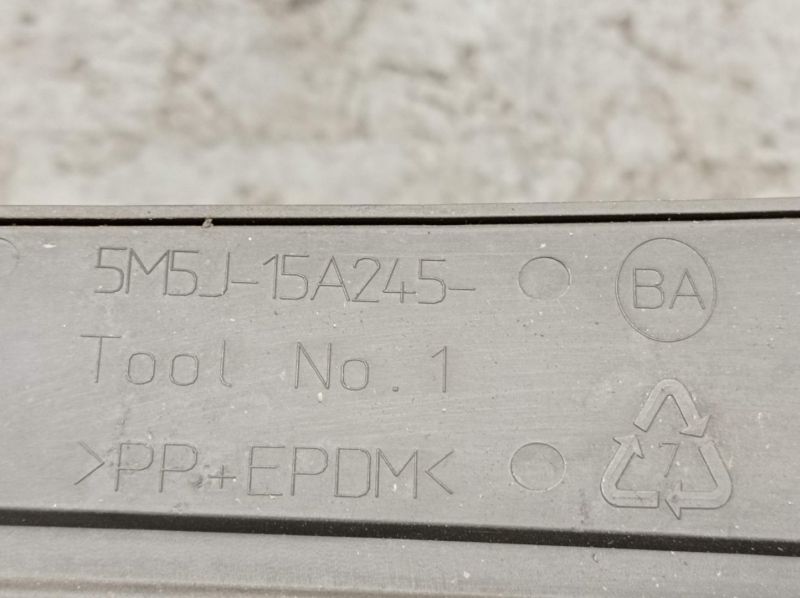 5M5J-15A245-
BA
Tool No. 1
>PP+EPDM<
7